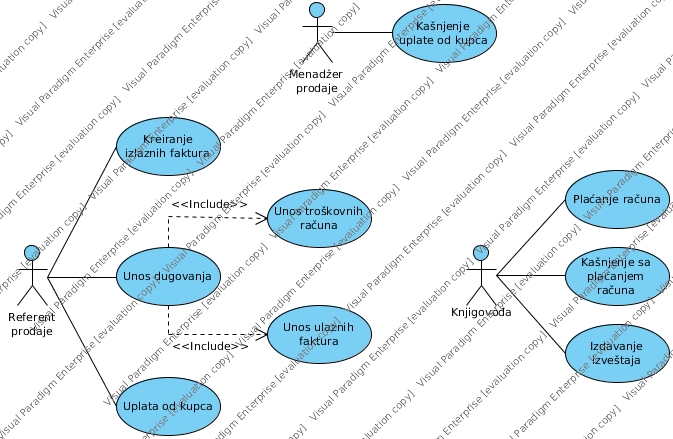 Kašnjenje
uplate od kupca
Menadžer
prodaje
Kreiranje
izlaznih faktura
<<Include>>
Unos troškovnih
računa
Unos dugovanja
Referent
prodaje
Unos ulaznih
faktura
<<Include>>
Uplata od kupca
Plaćanje računa
Kašnjenje sa
plaćanjem
računa
Knjigovođa
Izdavanje
izveštaja
Visual Paradigm Enterprise [evaluation copy]